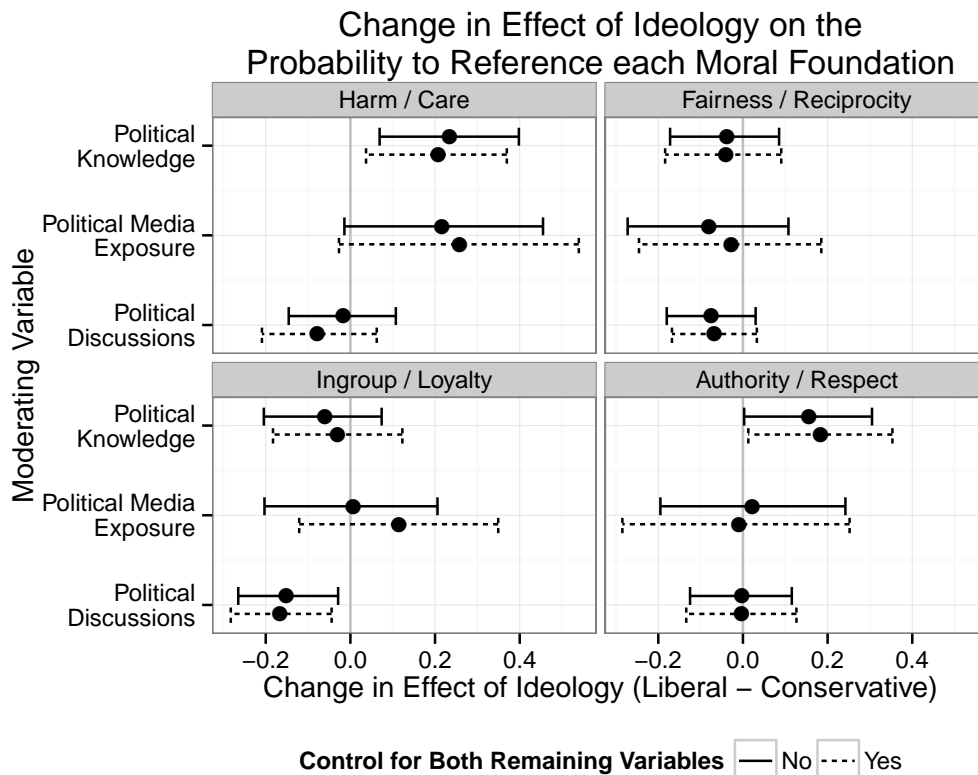 Change in Effect of Ideology on the
Probability to Reference each Moral Foundation
Harm / Care
Fairness / Reciprocity
Political
Knowledge
Political Media
Exposure
Political
Discussions
Ingroup / Loyalty
Authority / Respect
Political
Knowledge
Political Media
Exposure
Political
Discussions
Moderating Variable
−0.2 0.0 0.2 0.4 −0.2 0.0 0.2 0.4
Change in Effect of Ideology (Liberal − Conservative)
Control for Both Remaining Variables No Yes